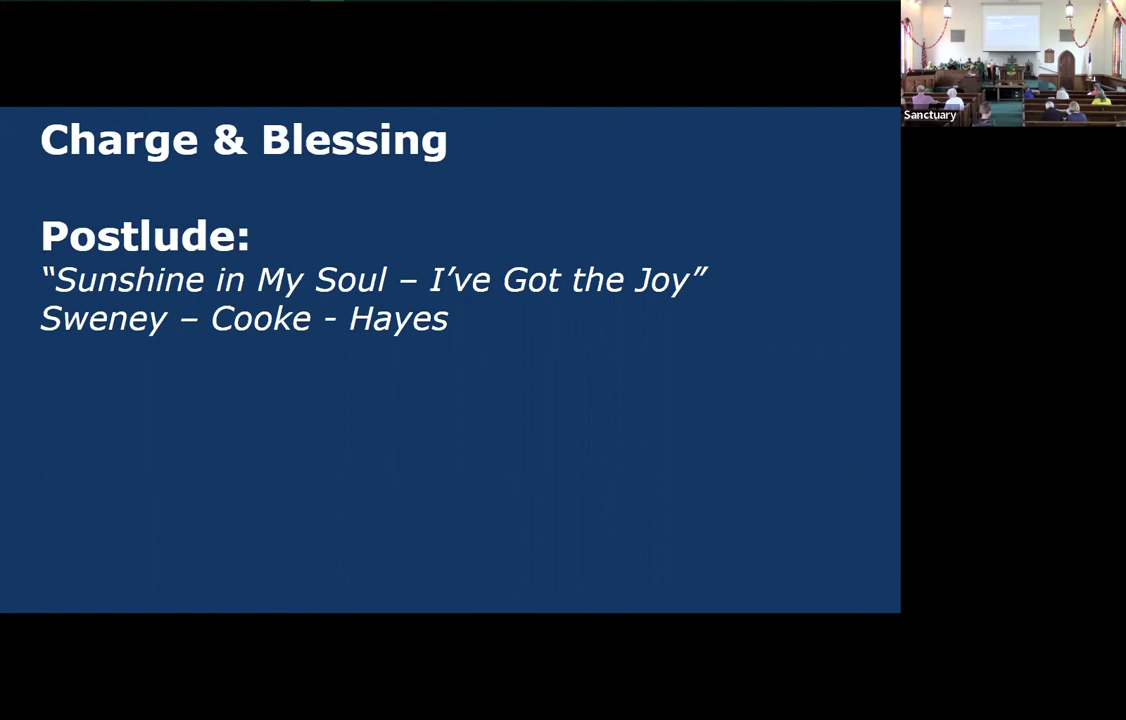 Charge & Blessing
Postlude:
“Sunshine in My Soul – I’ve Got the Joy”
Sweney – Cooke - Hayes
Sanctuary